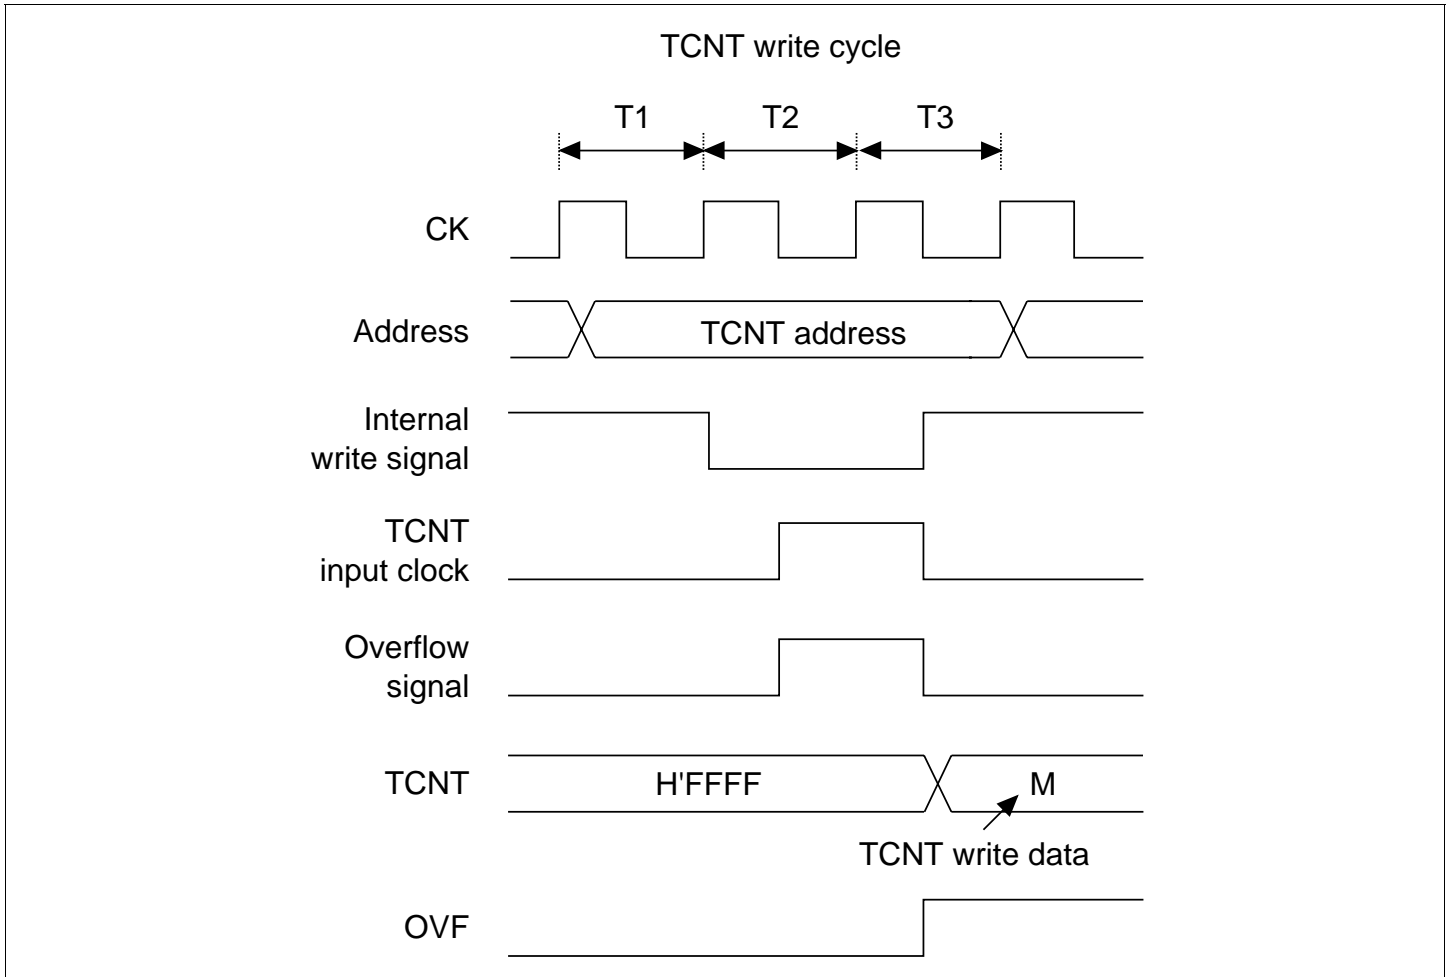 TCNT write cycle
T1 T2 T3
CK
Address
TCNT address
Internal
write signal
TCNT
input clock
Overflow
signal
TCNT
H'FFFF
M
TCNT write data
OVF